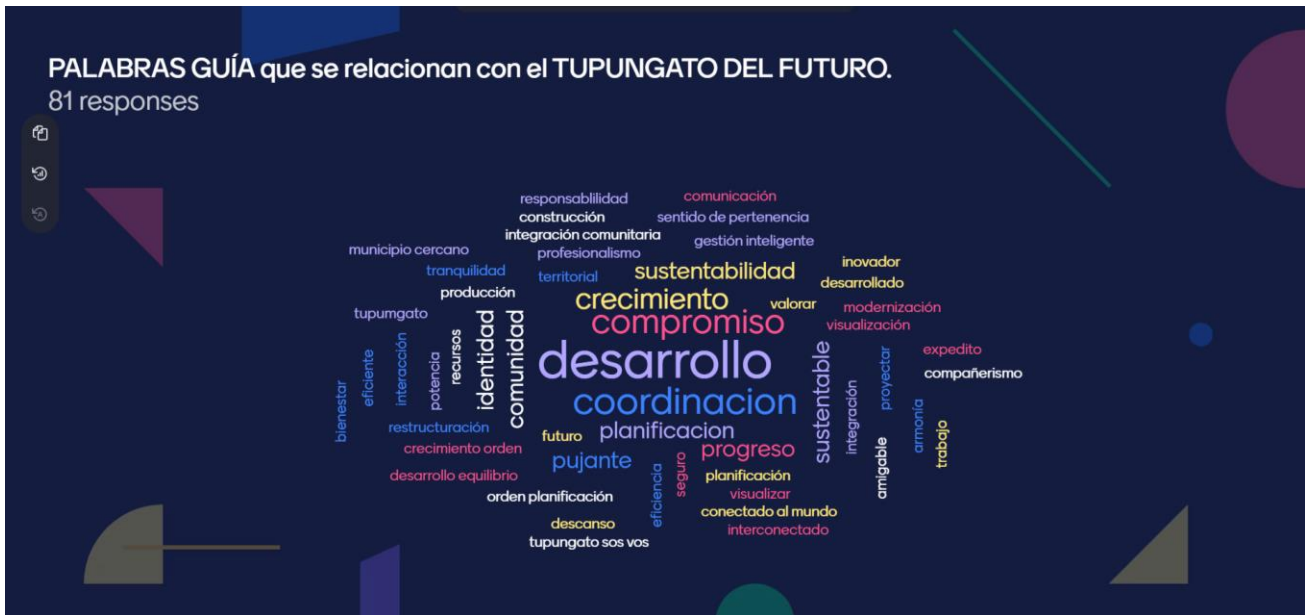 PALABRAS GUÍA que se relacionan con el TUPUNGATO DEL FUTURO.
81 responses
responsablilidad
comunicación
construcción
sentido de pertenencia
integración comunitaria
gestión inteligente
municipio cercano
profesionalismo
inovador
tranquilidad
territorial
sustentabilidad
desarrollado
producción
crecimiento
valorar
modernización
tupumgato
compromiso
visualización
bienestar
eficiente
interacción
potencia
recursos
identidad
comunidad
desarrollo
sustentable
integración
proyectar
expedito
compañerismo
coordinacion
amigable
armonía
trabajo
restructuración
futuro
planificacion
crecimiento orden
pujante
progreso
desarrollo equilibrio
eficiencia
seguro
planificación
orden planificación
visualizar
conectado al mundo
descanso
interconectado
tupungato sos vos